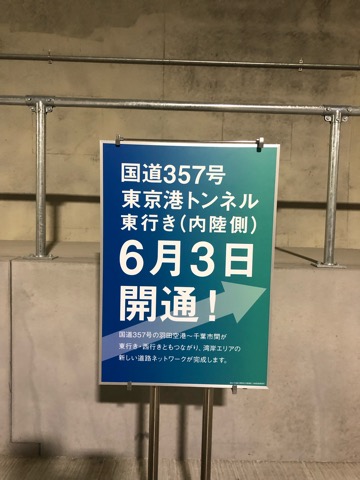 国道357号
東京港トンネル
東行き(内陸側)
6月3日
開通!
国道357号の羽田空港〜千葉市間が
東行き・西行きともつながり、湾岸エリアの
新しい道路ネットワークが完成します。